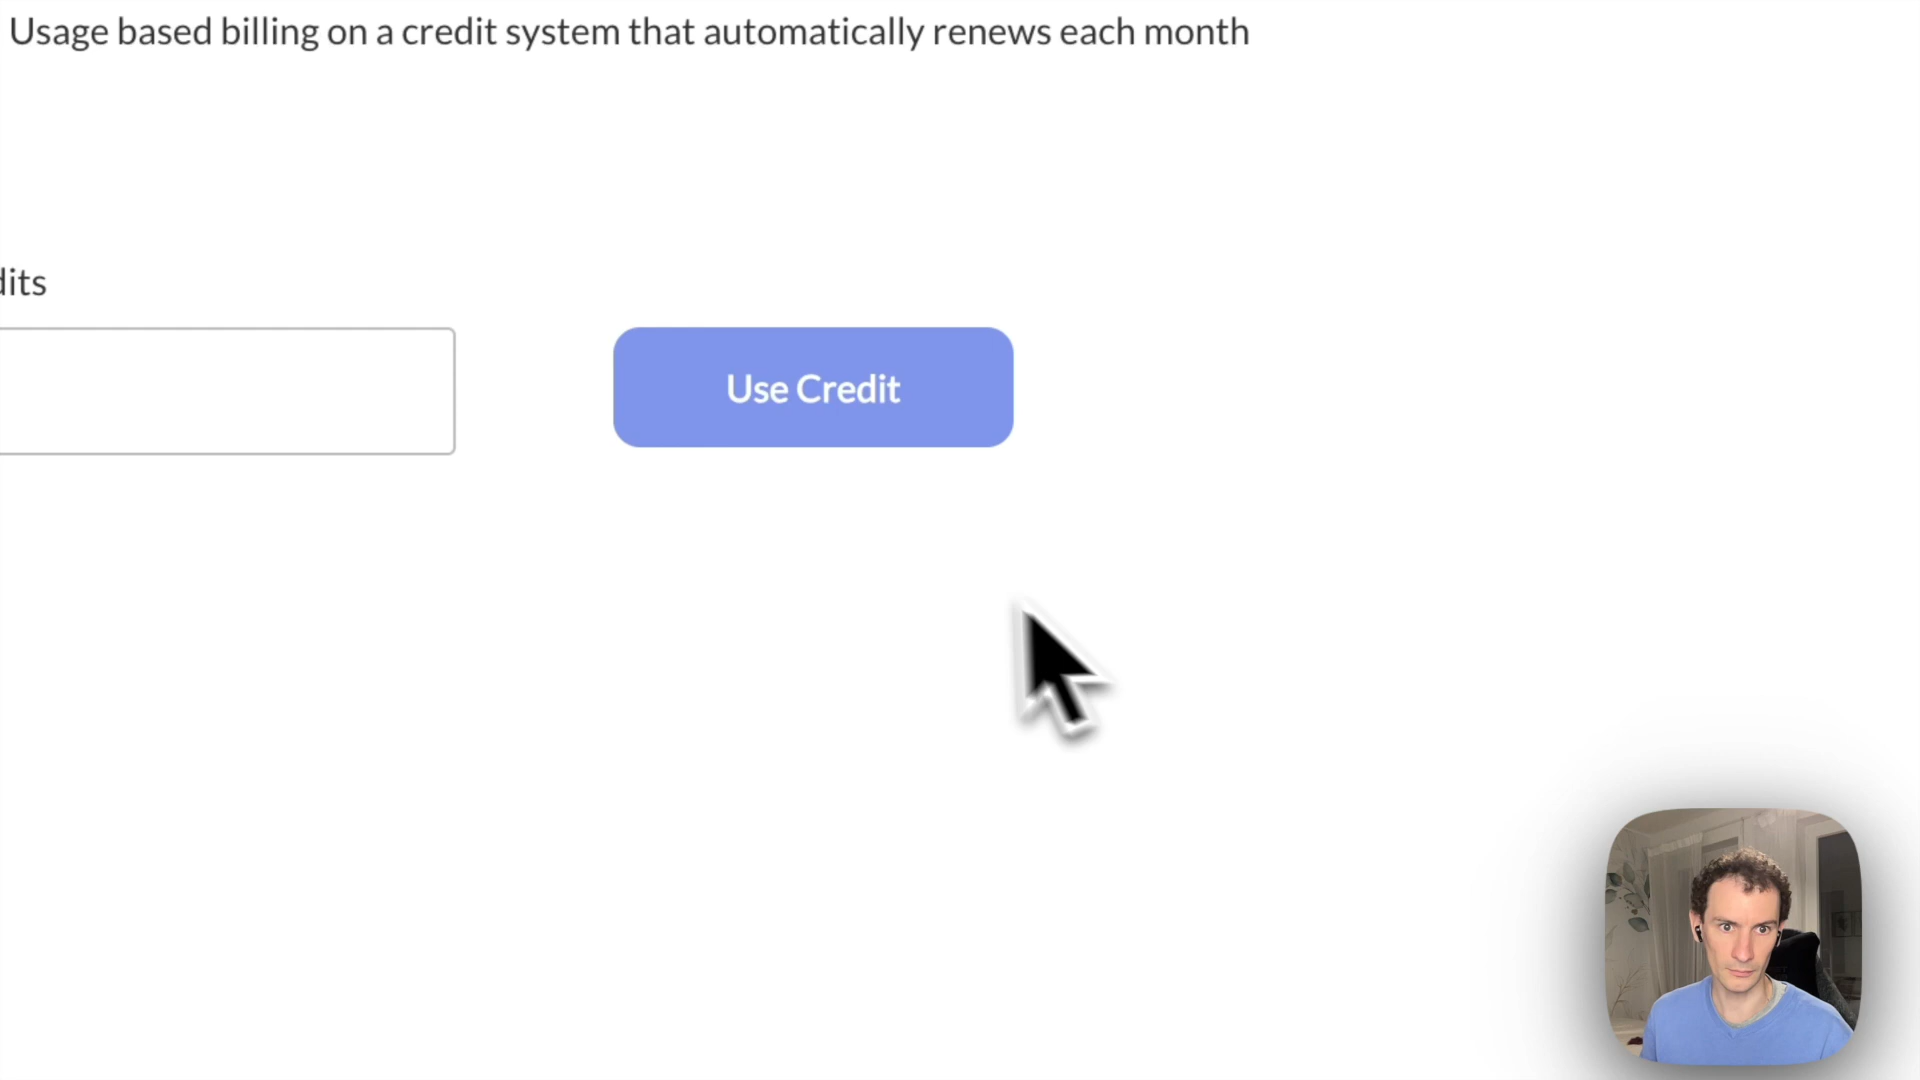 Usage based billing on a credit system that automatically renews each month
dits
Use Credit